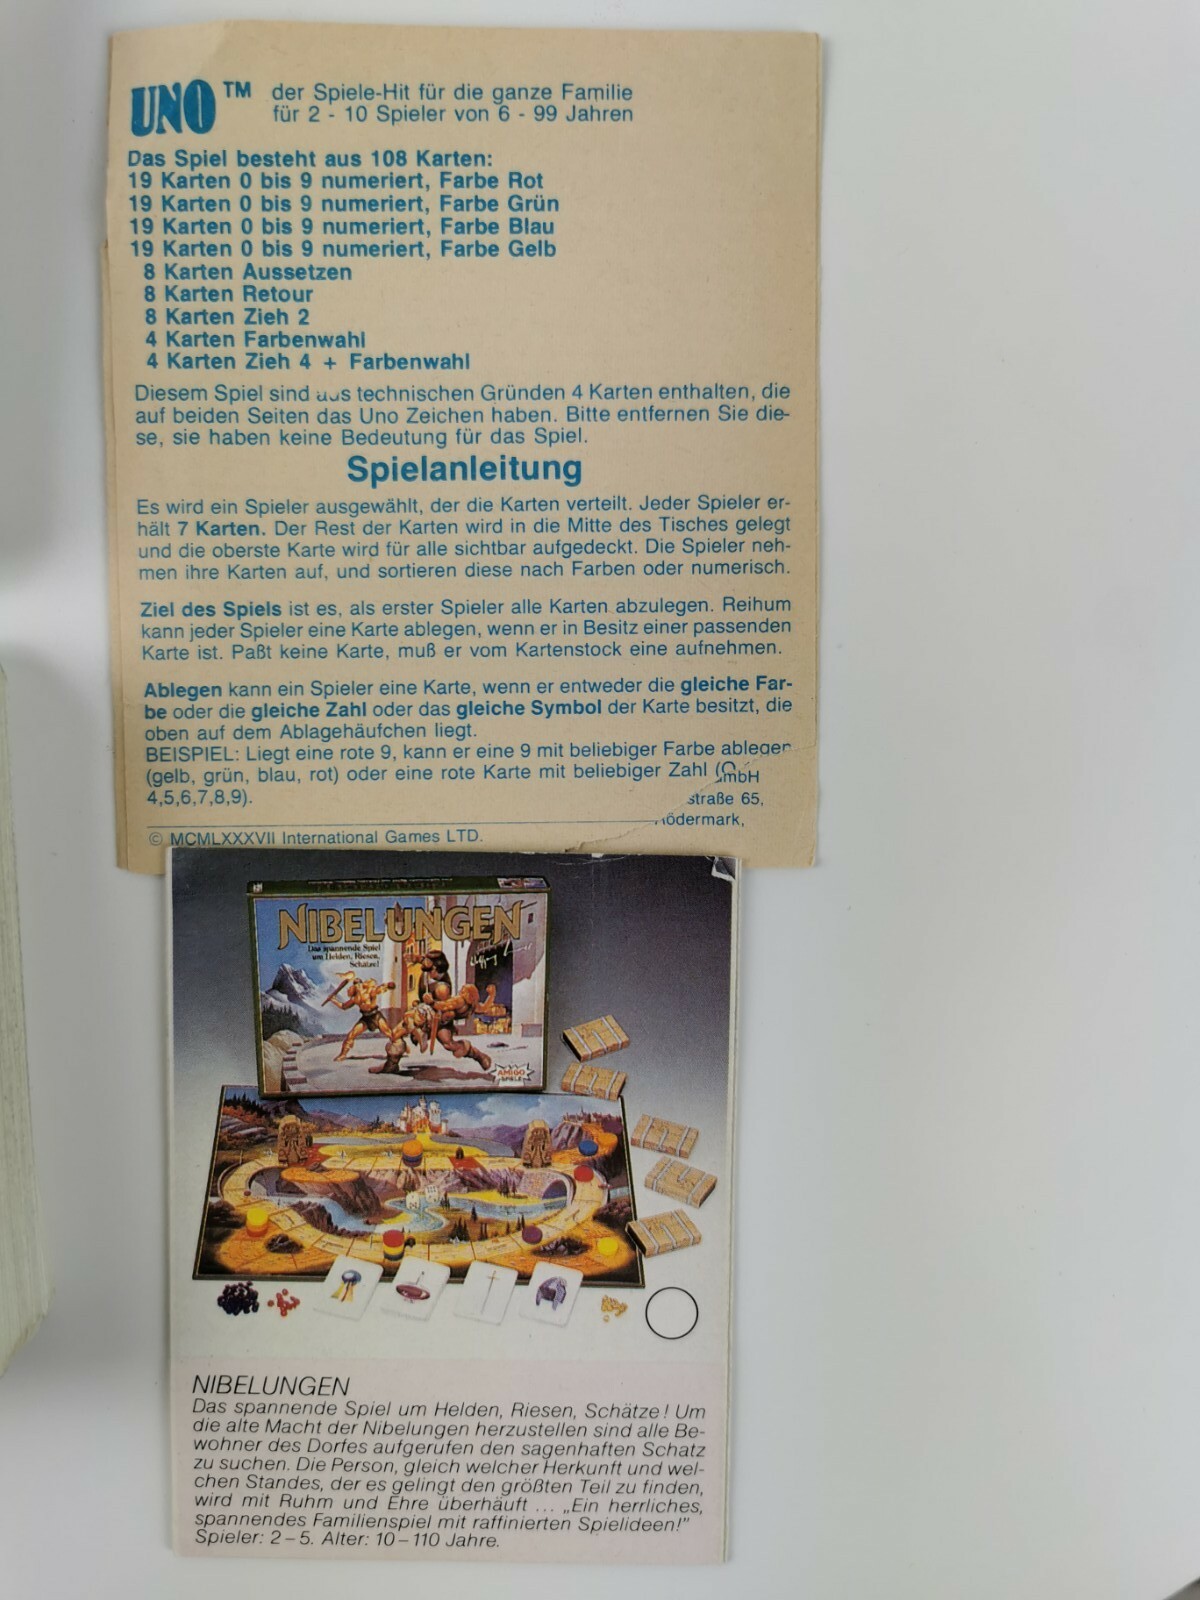 UNO™ der Spiele-Hit für die ganze Familie
für 2 - 10 Spieler von 6 - 99 Jahren
Das Spiel besteht aus 108 Karten:
19 Karten 0 bis 9 numeriert, Farbe Rot
19 Karten 0 bis 9 numeriert, Farbe Grün
19 Karten 0 bis 9 numeriert, Farbe Blau
19 Karten 0 bis 9 numeriert, Farbe Gelb
8 Karten Aussetzen
8 Karten Retour
8 Karten Zieh 2
4 Karten Farbenwahl
4 Karten Zieh 4 + Farbenwahl
Diesem Spiel sind aus technischen Gründen 4 Karten enthalten, die
auf beiden Seiten das Uno Zeichen haben. Bitte entfernen Sie die-
se, sie haben keine Bedeutung für das Spiel.
Spielanleitung
Es wird ein Spieler ausgewählt, der die Karten verteilt. Jeder Spieler er-
hält 7 Karten. Der Rest der Karten wird in die Mitte des Tisches gelegt
und die oberste Karte wird für alle sichtbar aufgedeckt. Die Spieler neh-
men ihre Karten auf, und sortieren diese nach Farben oder numerisch.
Ziel des Spiels ist es, als erster Spieler alle Karten abzulegen. Reihum
kann jeder Spieler eine Karte ablegen, wenn er in Besitz einer passenden
Karte ist. Paßt keine Karte, muß er vom Kartenstock eine aufnehmen.
Ablegen kann ein Spieler eine Karte, wenn er entweder die gleiche Far-
be oder die gleiche Zahl oder das gleiche Symbol der Karte besitzt, die
oben auf dem Ablagehäufchen liegt.
BEISPIEL: Liegt eine rote 9, kann er eine 9 mit beliebiger Farbe ablegen
(gelb, grün, blau, rot) oder eine rote Karte mit beliebiger Zahl (0
mbH
4,5,6,7,8,9).
straße 65,
ödermark,
© MCMLXXXVII International Games LTD.
NIBELUNGEN
Das spannende Spiel
um Helden, Riesen,
Schätze!
AMIGO
SPIELE
NIBELUNGEN
Das spannende Spiel um Helden, Riesen, Schätze! Um
die alte Macht der Nibelungen herzustellen sind alle Be-
wohner des Dorfes aufgerufen den sagenhaften Schatz
zu suchen. Die Person, gleich welcher Herkunft und wel-
chen Standes, der es gelingt den größten Teil zu finden,
wird mit Ruhm und Ehre überhäuft ... „Ein herrliches,
spannendes Familienspiel mit raffinierten Spielideen!"
Spieler: 2 – 5. Alter: 10 – 110 Jahre.